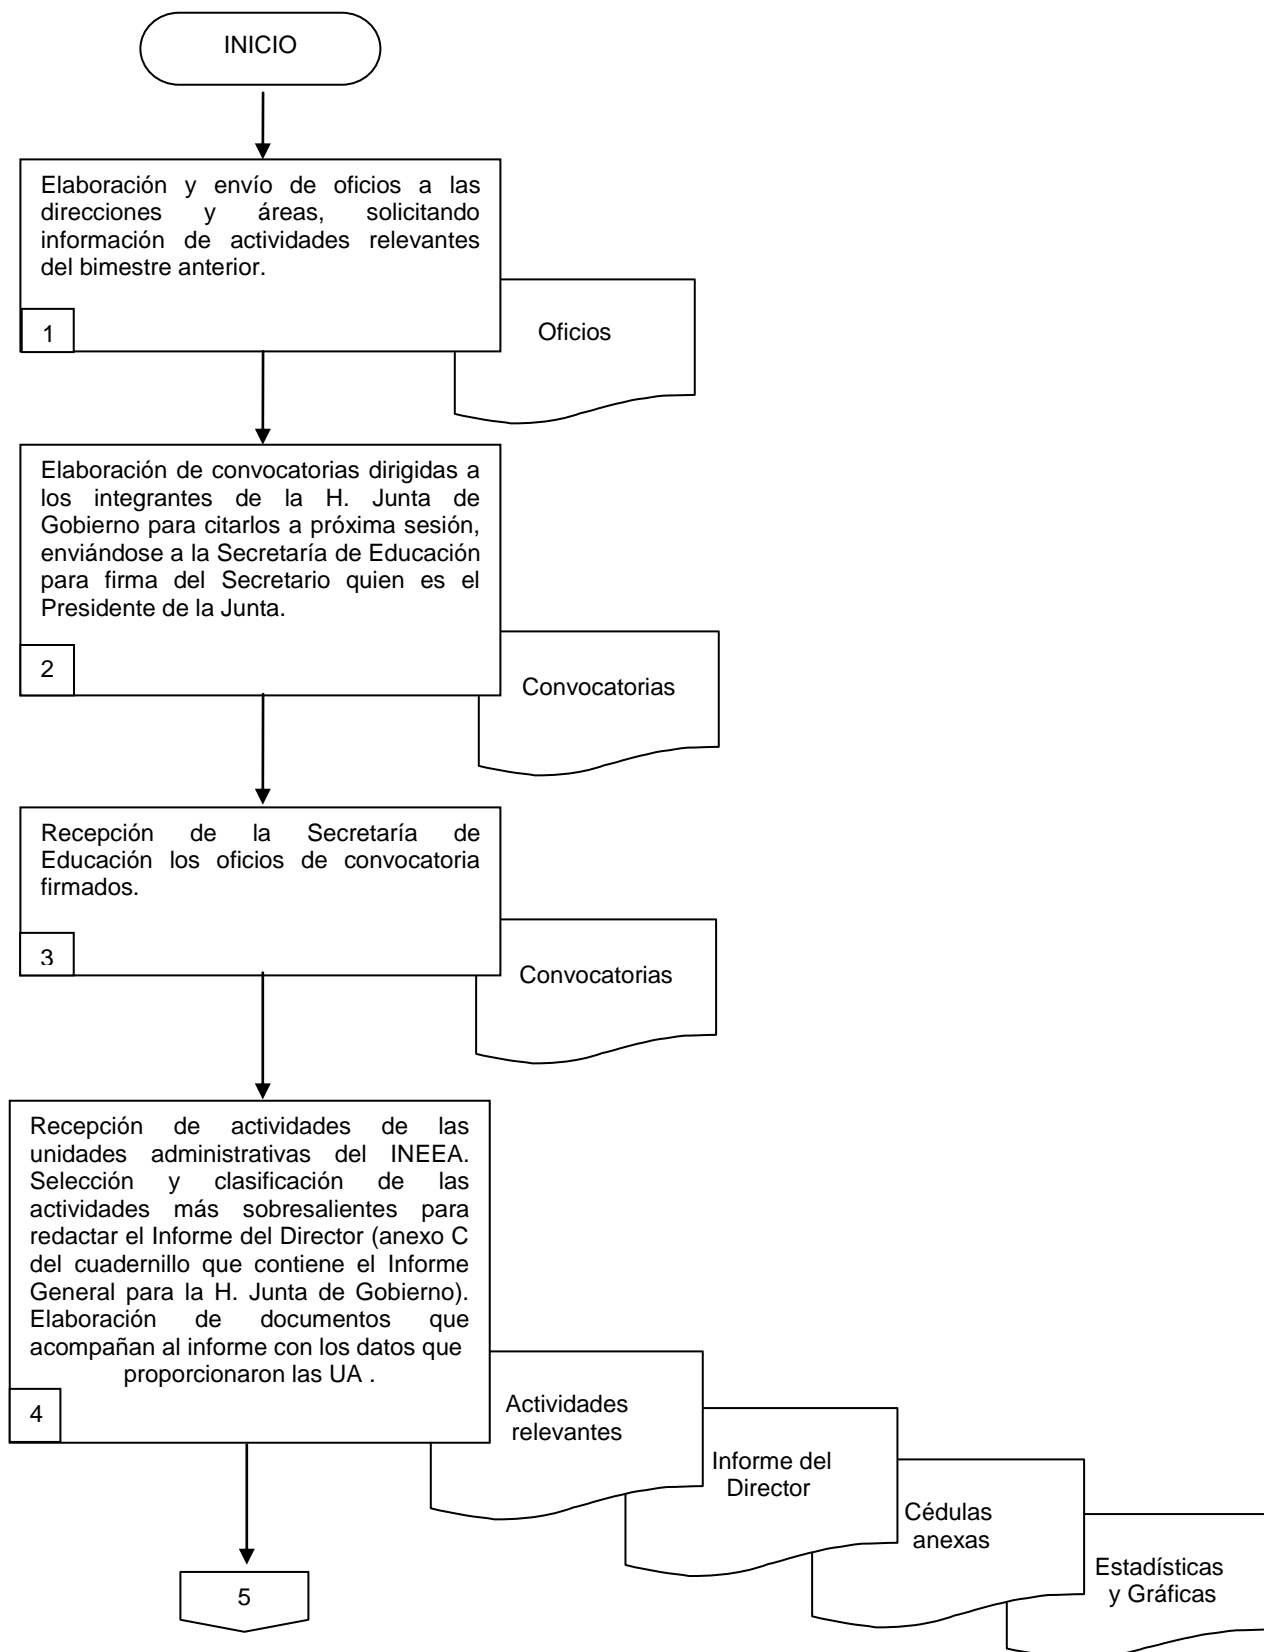 INICIO
Elaboración y envío de oficios a las
direcciones y áreas, solicitando
información de actividades relevantes
del bimestre anterior.
1
Oficios
Elaboración de convocatorias dirigidas a
los integrantes de la H. Junta de
Gobierno para citarlos a próxima sesión,
enviándose a la Secretaría de Educación
para firma del Secretario quien es el
Presidente de la Junta.
2
Convocatorias
Recepción de la Secretaría de
Educación los oficios de convocatoria
firmados.
3
Convocatorias
Recepción de actividades de las
unidades administrativas del INEEA.
Selección y clasificación de las
actividades más sobresalientes para
redactar el Informe del Director (anexo C
del cuadernillo que contiene el Informe
General para la H. Junta de Gobierno).
Elaboración de documentos que
acompañan al informe con los datos que
proporcionaron las UA .
4
Actividades
relevantes
Informe del
Director
Cédulas
anexas
Estadísticas
y Gráficas
5